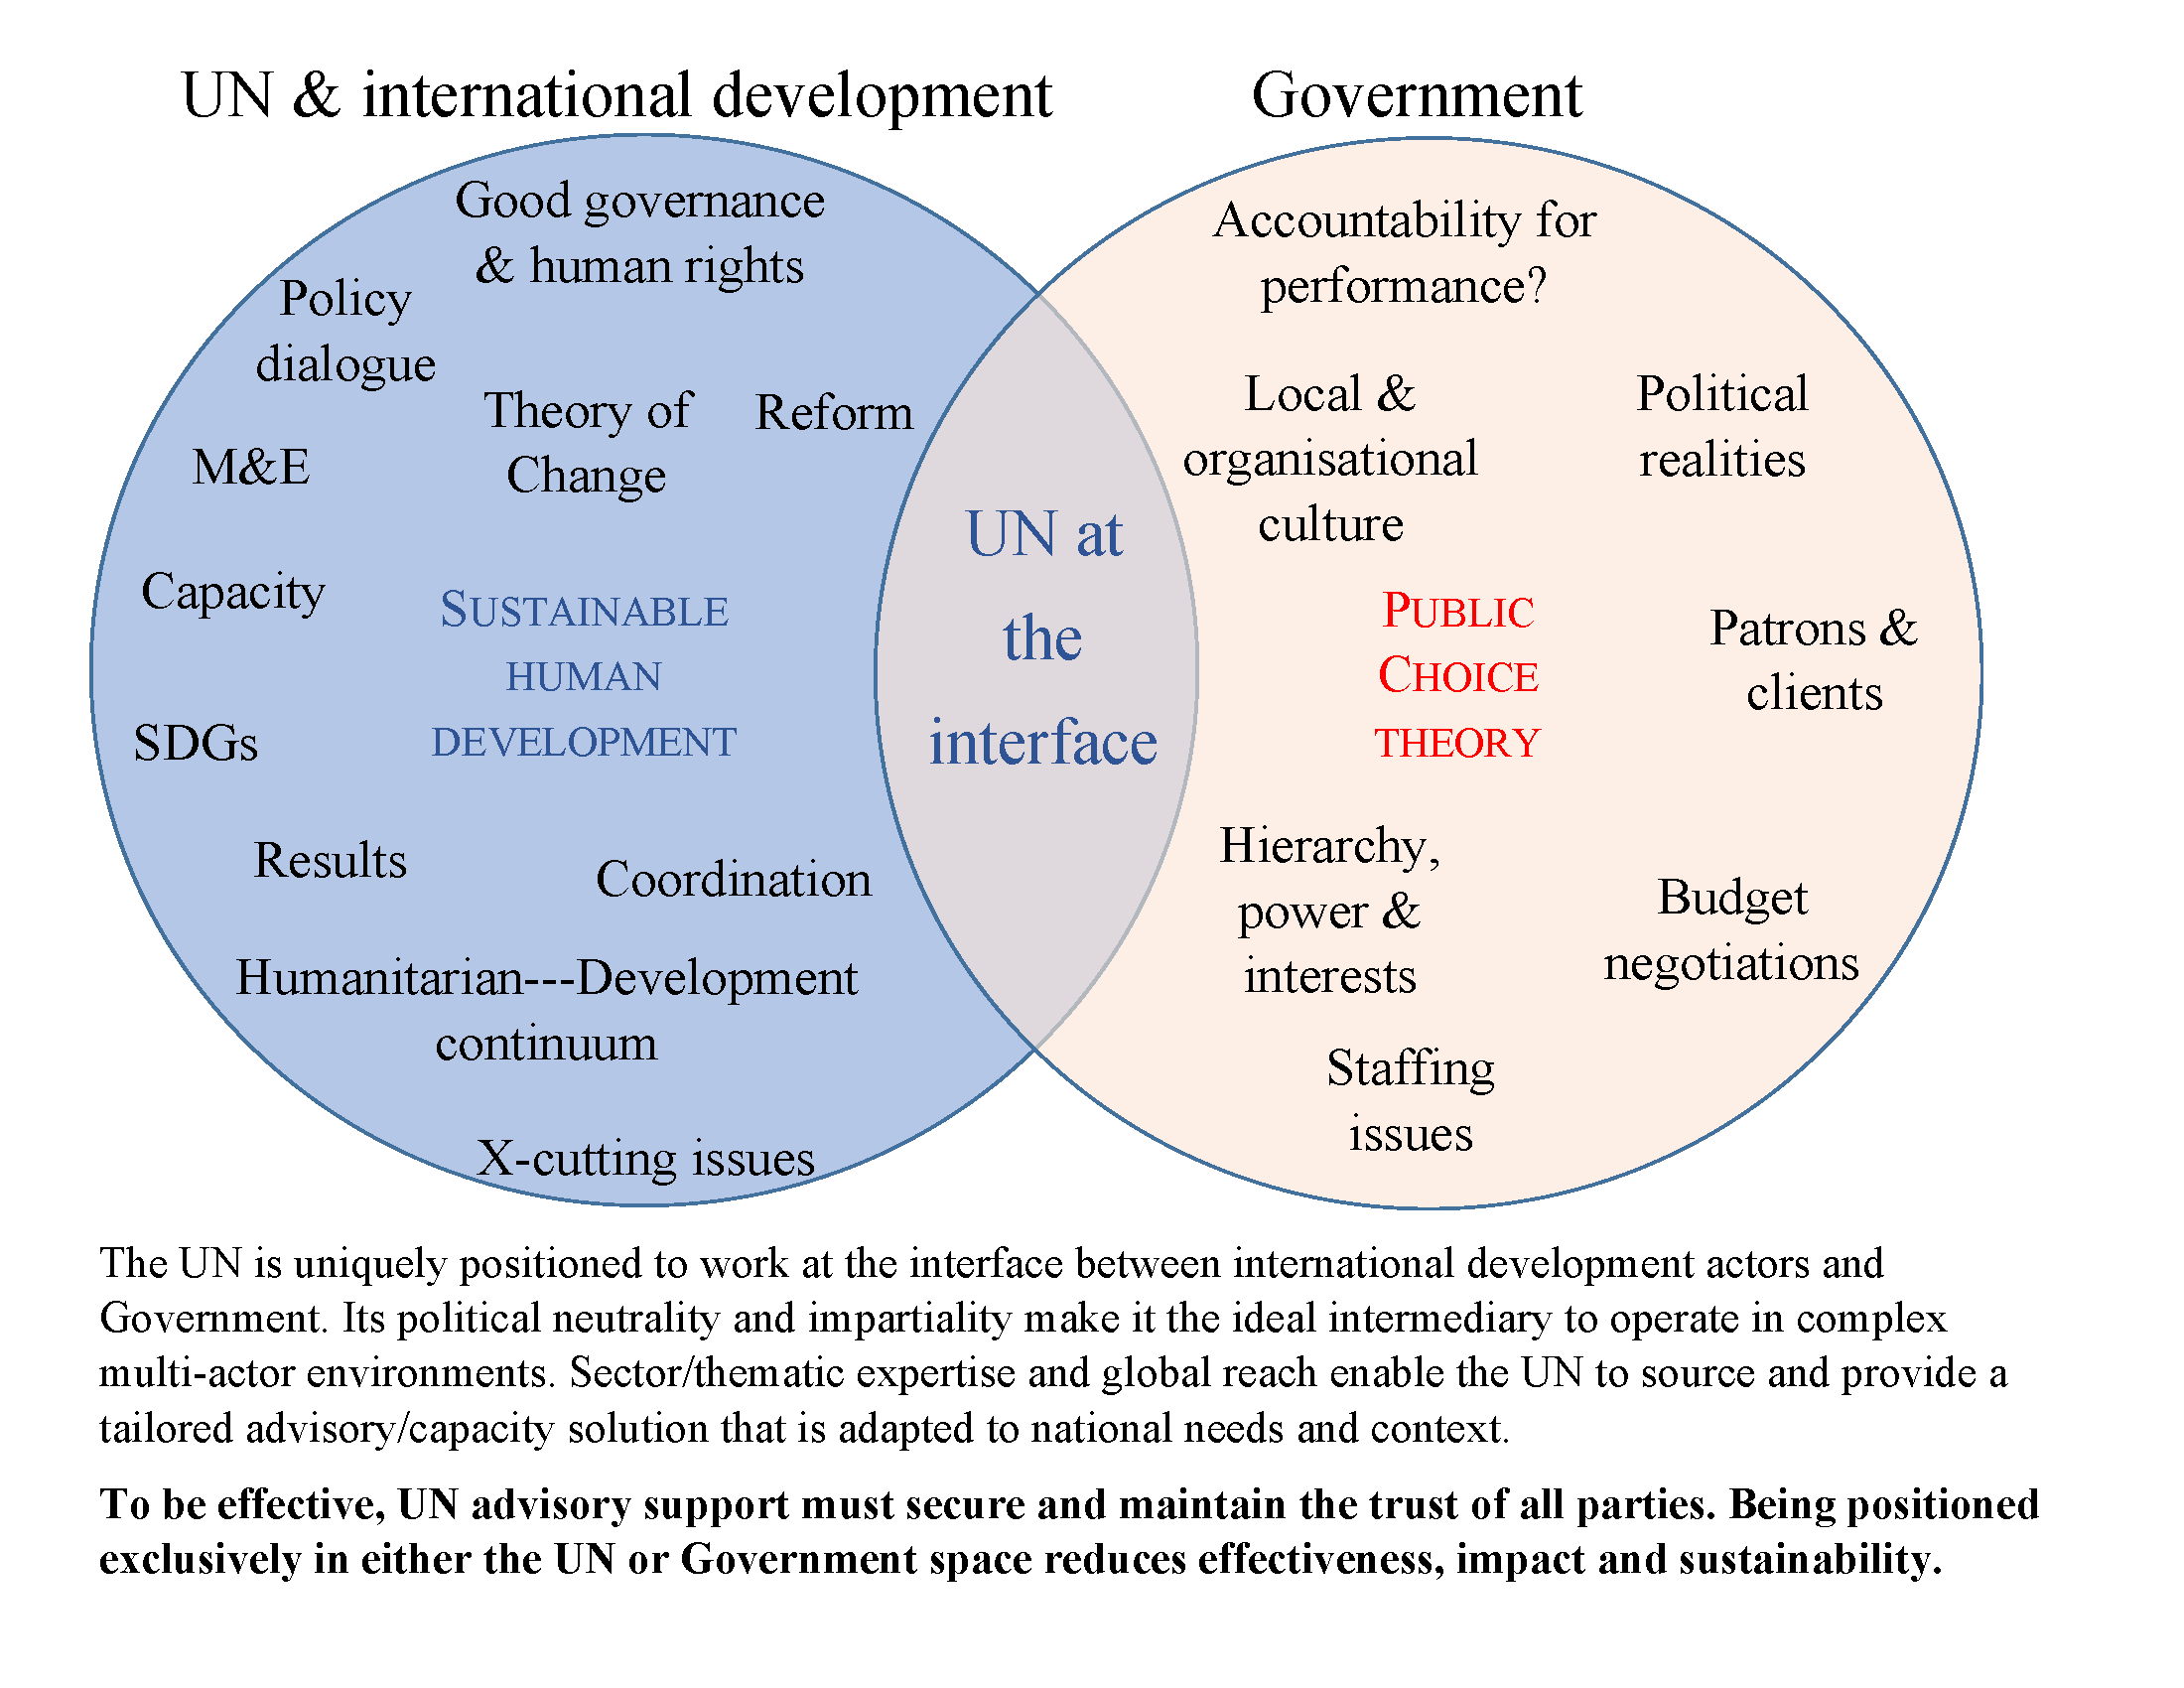 UN & international development
Government
Good governance
& human rights
Policy
dialogue
Theory of
Change
Reform
M&E
Capacity
SUSTAINABLE
HUMAN
DEVELOPMENT
SDGs
Results
Coordination
Humanitarian---Development
continuum
X-cutting issues
UN at
the
interface
Accountability for
performance?
Local &
organisational
culture
Political
realities
PUBLIC
CHOICE
THEORY
Patrons &
clients
Hierarchy,
power &
interests
Budget
negotiations
Staffing
issues
The UN is uniquely positioned to work at the interface between international development actors and
Government. Its political neutrality and impartiality make it the ideal intermediary to operate in complex
multi-actor environments. Sector/thematic expertise and global reach enable the UN to source and provide a
tailored advisory/capacity solution that is adapted to national needs and context.
To be effective, UN advisory support must secure and maintain the trust of all parties. Being positioned
exclusively in either the UN or Government space reduces effectiveness, impact and sustainability.